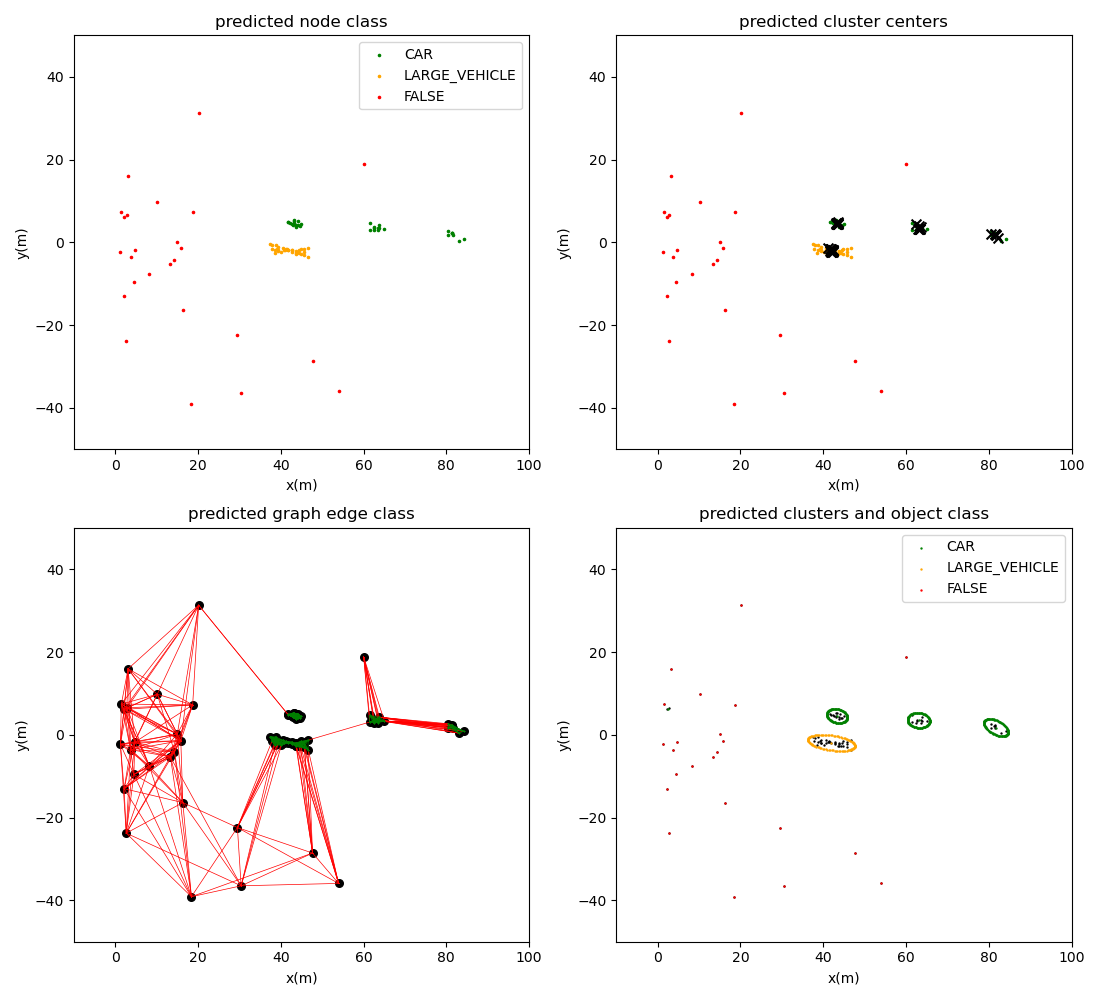 predicted node class
CAR
LARGE_VEHICLE
FALSE
40
20
0
−20
−40
y(m)
0 20 40 60 80 100
x(m)
predicted cluster centers
40
20
0
−20
−40
y(m)
0 20 40 60 80 100
x(m)
predicted graph edge class
40
20
0
−20
−40
y(m)
0 20 40 60 80 100
x(m)
predicted clusters and object class
CAR
LARGE_VEHICLE
FALSE
40
20
0
−20
−40
y(m)
0 20 40 60 80 100
x(m)